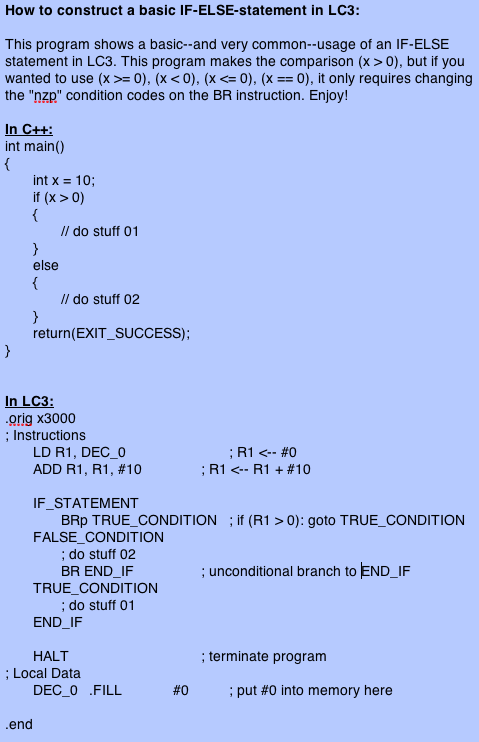 How to construct a basic IF-ELSE-statement in LC3:
This program shows a basic--and very common--usage of an IF-ELSE
statement in LC3. This program makes the comparison (x > 0), but if you
wanted to use (x >= 0), (x < 0), (x <= 0), (x == 0), it only requires changing
the "nzp" condition codes on the BR instruction. Enjoy!
In C++:
int main()
{
int x = 10;
if (x > 0)
{
// do stuff 01
}
else
{
// do stuff 02
}
return(EXIT_SUCCESS);
}
In LC3:
.orig x3000
; Instructions
LD R1, DEC_0 ; R1 <-- #0
ADD R1, R1, #10 ; R1 <-- R1 + #10
IF_STATEMENT
BRp TRUE_CONDITION ; if (R1 > 0): goto TRUE_CONDITION
FALSE_CONDITION
; do stuff 02
BR END_IF ; unconditional branch to END_IF
TRUE_CONDITION
; do stuff 01
END_IF
HALT ; terminate program
; Local Data
DEC_0 .FILL #0 ; put #0 into memory here
.end